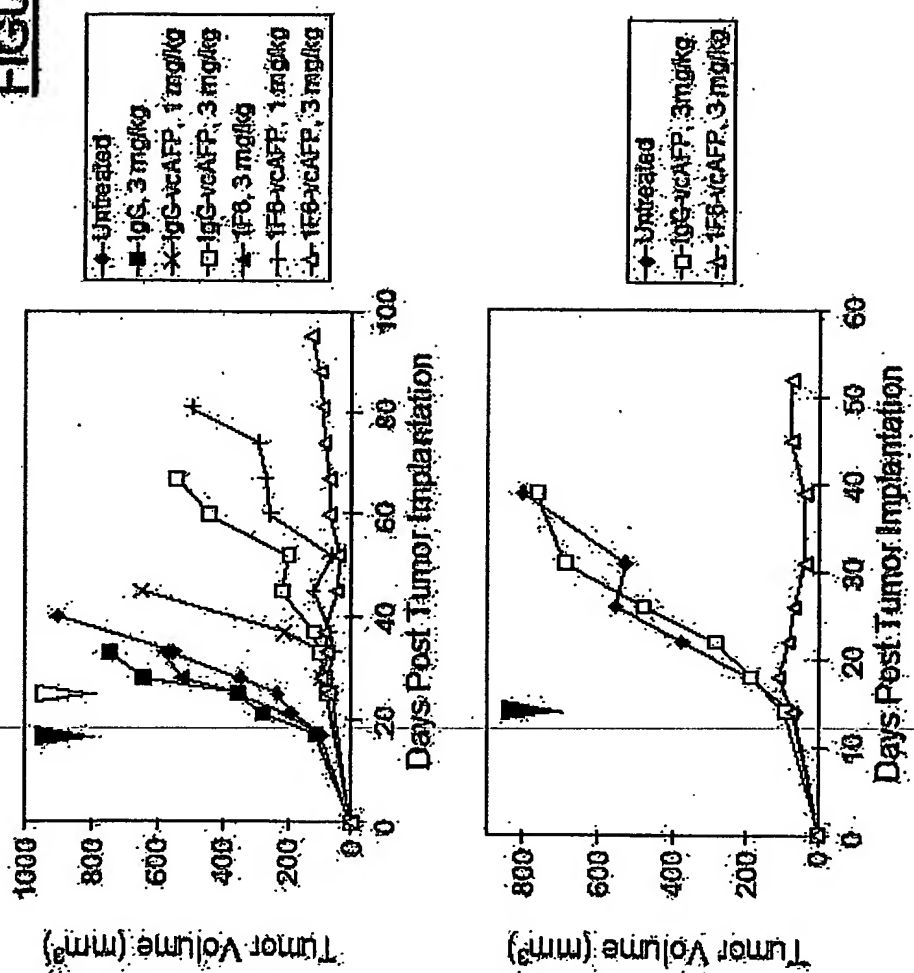 Tumor Volume (mm³)
1000
800
600
400
200
0
0 20 40 60 80 100
Days Post Tumor Implantation
Untreated
IgG, 3 mg/kg
IgG-vcAFP, 1 mg/kg
IgG-vcAFP, 3 mg/kg
1F6, 3 mg/kg
1F6-vcAFP, 1 mg/kg
1F6-vcAFP, 3 mg/kg
Tumor Volume (mm³)
800
600
400
200
0
0 10 20 30 40 50 60
Days Post Tumor Implantation
Untreated
IgG-vcAFP, 3mg/kg
1F6-vcAFP, 3 mg/kg